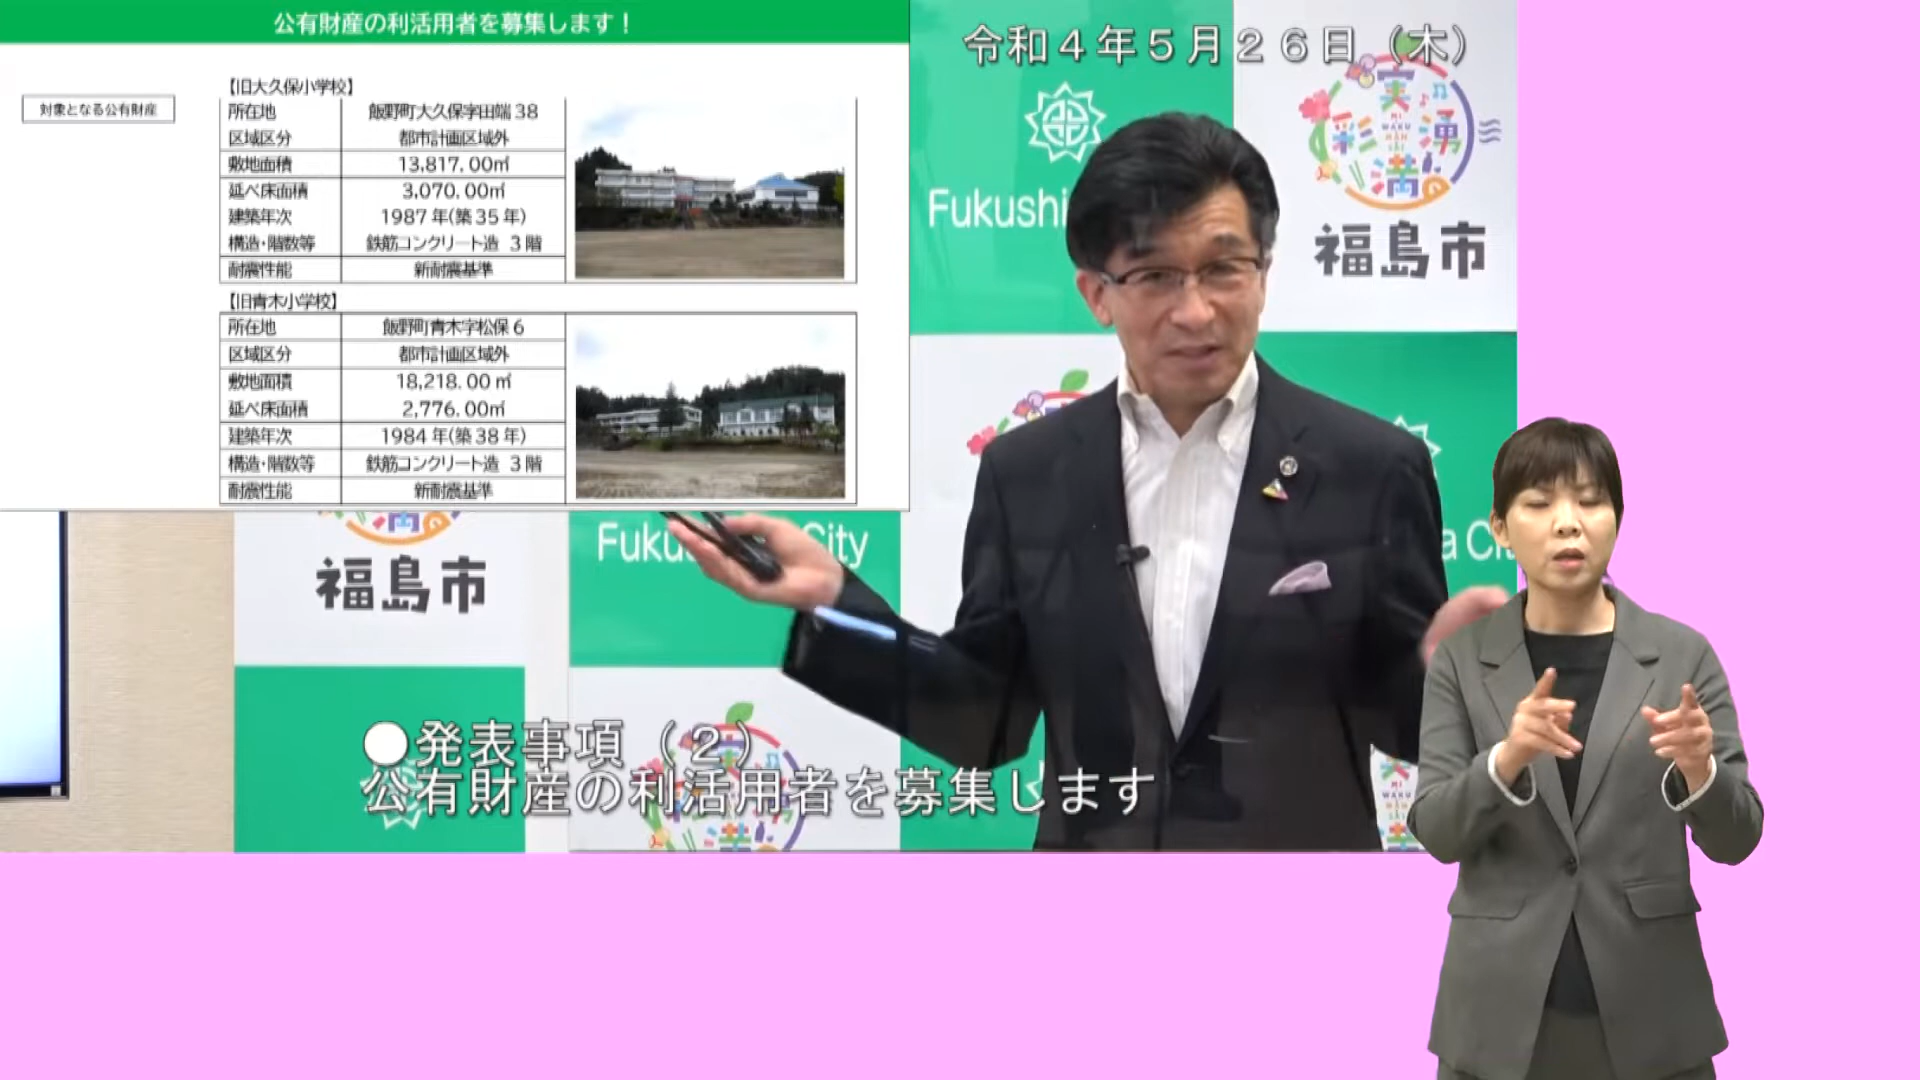 公有財産の利活用者を募集します！
令和４年５月２６日（木）
対象となる公有財産
【旧大久保小学校】
所在地 飯野町大久保字田端 38
区域区分 都市計画区域外
敷地面積 13,817.00㎡
延べ床面積 3,070.00㎡
建築年次 1987 年(築 35 年)
構造・階数等 鉄筋コンクリート造 3 階
耐震性能 新耐震基準
【旧青木小学校】
所在地 飯野町青木字松保 6
区域区分 都市計画区域外
敷地面積 18,218.00 ㎡
延べ床面積 2,776.00㎡
建築年次 1984 年(築 38 年)
構造・階数等 鉄筋コンクリート造 3 階
耐震性能 新耐震基準
Fukushi
実
湧
彩
満
福島市
福島市
Fuku City
a Ci
●発表事項（２）
公有財産の利活用者を募集します